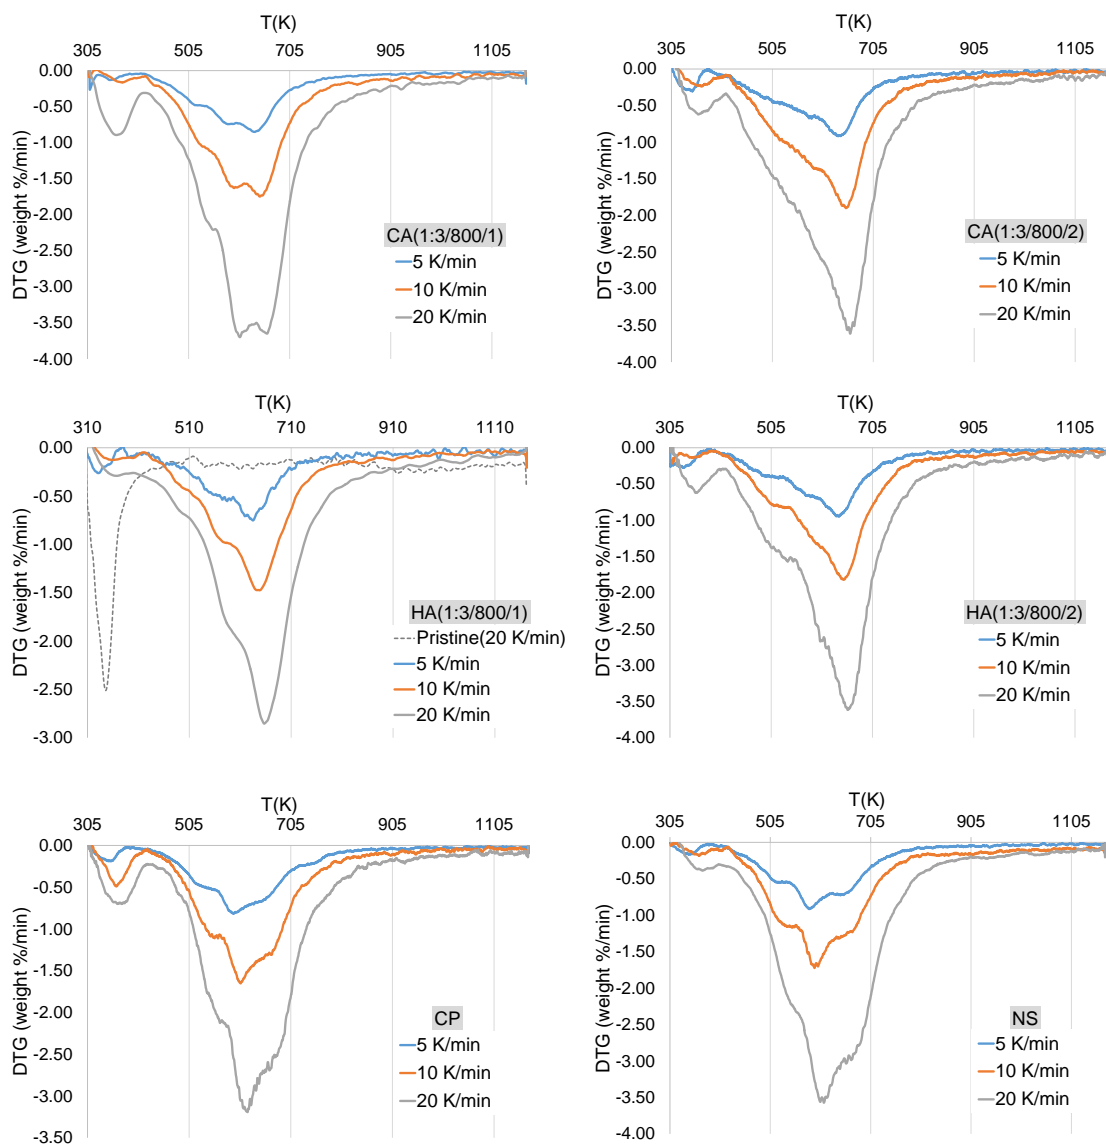 T(K)
305 505 705 905 1105
0.00
-0.50
-1.00
-1.50
-2.00
-2.50
-3.00
-3.50
-4.00
DTG (weight %/min)
CA(1:3/800/1)
5 K/min
10 K/min
20 K/min
T(K)
305 505 705 905 1105
0.00
-0.50
-1.00
-1.50
-2.00
-2.50
-3.00
-3.50
-4.00
DTG (weight %/min)
CA(1:3/800/2)
5 K/min
10 K/min
20 K/min
T(K)
310 510 710 910 1110
0.00
-0.50
-1.00
-1.50
-2.00
-2.50
-3.00
DTG (weight %/min)
HA(1:3/800/1)
Pristine(20 K/min)
5 K/min
10 K/min
20 K/min
T(K)
305 505 705 905 1105
0.00
-0.50
-1.00
-1.50
-2.00
-2.50
-3.00
-3.50
-4.00
DTG (weight %/min)
HA(1:3/800/2)
5 K/min
10 K/min
20 K/min
T(K)
305 505 705 905 1105
0.00
-0.50
-1.00
-1.50
-2.00
-2.50
-3.00
-3.50
DTG (weight %/min)
CP
5 K/min
10 K/min
20 K/min
T(K)
305 505 705 905 1105
0.00
-0.50
-1.00
-1.50
-2.00
-2.50
-3.00
-3.50
-4.00
DTG (weight %/min)
NS
5 K/min
10 K/min
20 K/min